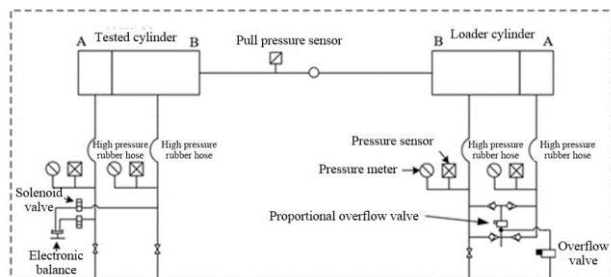 A
Tested cylinder
B
Pull pressure sensor
B
Loader cylinder
A
High pressure
rubber hose
High pressure
rubber hose
Pressure sensor
High pressure
rubber hose
High pressure
rubber hose
Pressure meter
Solenoid
valve
Proportional overflow valve
Electronic
balance
Overflow
valve